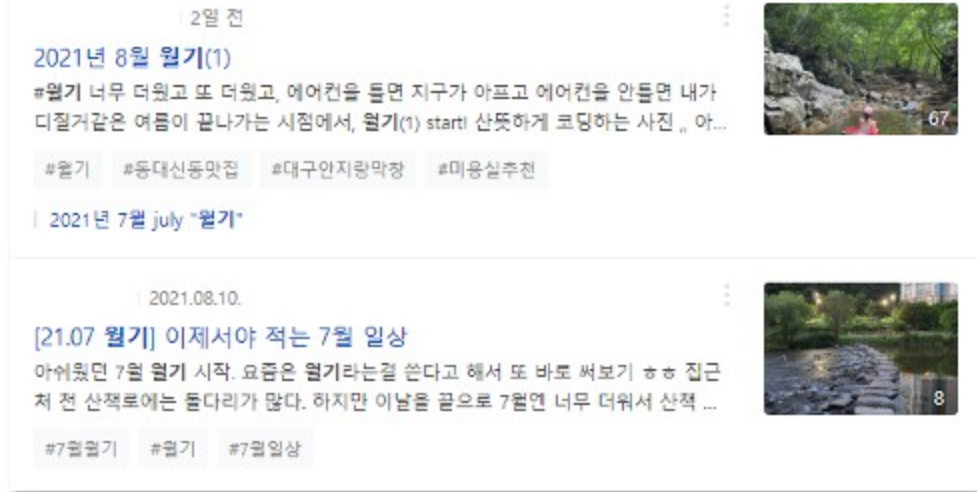 2일 전
2021년 8월 월기(1)
#월기 너무 더웠고 또 더웠고, 에어컨을 틀면 지구가 아프고 에어컨을 안틀면 내가
디질거같은 여름이 끝나가는 시점에서, 월기(1) start! 산뜻하게 코딩하는 사진 ,, 아...
67
#월기 #동대신동맛집 #대구안지랑막창 #미용실추천
2021년 7월 july "월기"
2021.08.10.
[21.07 월기] 이제서야 적는 7월 일상
아쉬웠던 7월 월기 시작. 요즘은 월기라는걸 쓴다고 해서 또 바로 써보기 ㅎㅎ 집근
처 전 산책로에는 돌다리가 많다. 하지만 이날을 끝으로 7월엔 너무 더워서 산책 ...
8
#7월월기 #월기 #7월일상